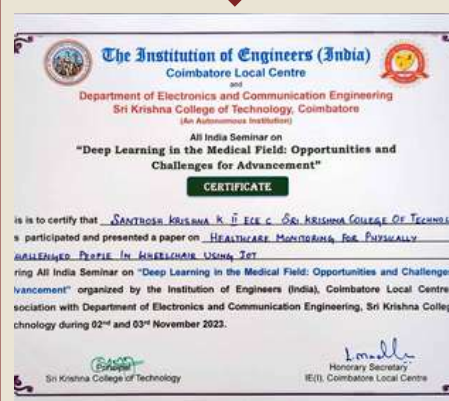 The Institution of Engineers (India)
Coimbatore Local Centre
and
Department of Electronics and Communication Engineering
Sri Krishna College of Technology, Coimbatore
(An Autonomous Institution)
All India Seminar on
"Deep Learning in the Medical Field: Opportunities and
Challenges for Advancement"
CERTIFICATE
is is to certify that SANTHOSH KRISHNA K II ECE C SRI KRISHNA COLLEGE OF TECHNOL
s participated and presented a paper on HEALTHCARE MONITORING FOR PHYSICALLY
HALLENGED PEOPLE IN WHEELCHAIR USING IOT
ring All India Seminar on "Deep Learning in the Medical Field: Opportunities and Challenge
vancement" organized by the Institution of Engineers (India), Coimbatore Local Centre
sociation with Department of Electronics and Communication Engineering, Sri Krishna Colleg
chnology during 02nd and 03rd November 2023.
Principal
Sri Krishna College of Technology
Honorary Secretary
IE(I), Coimbatore Local Centre